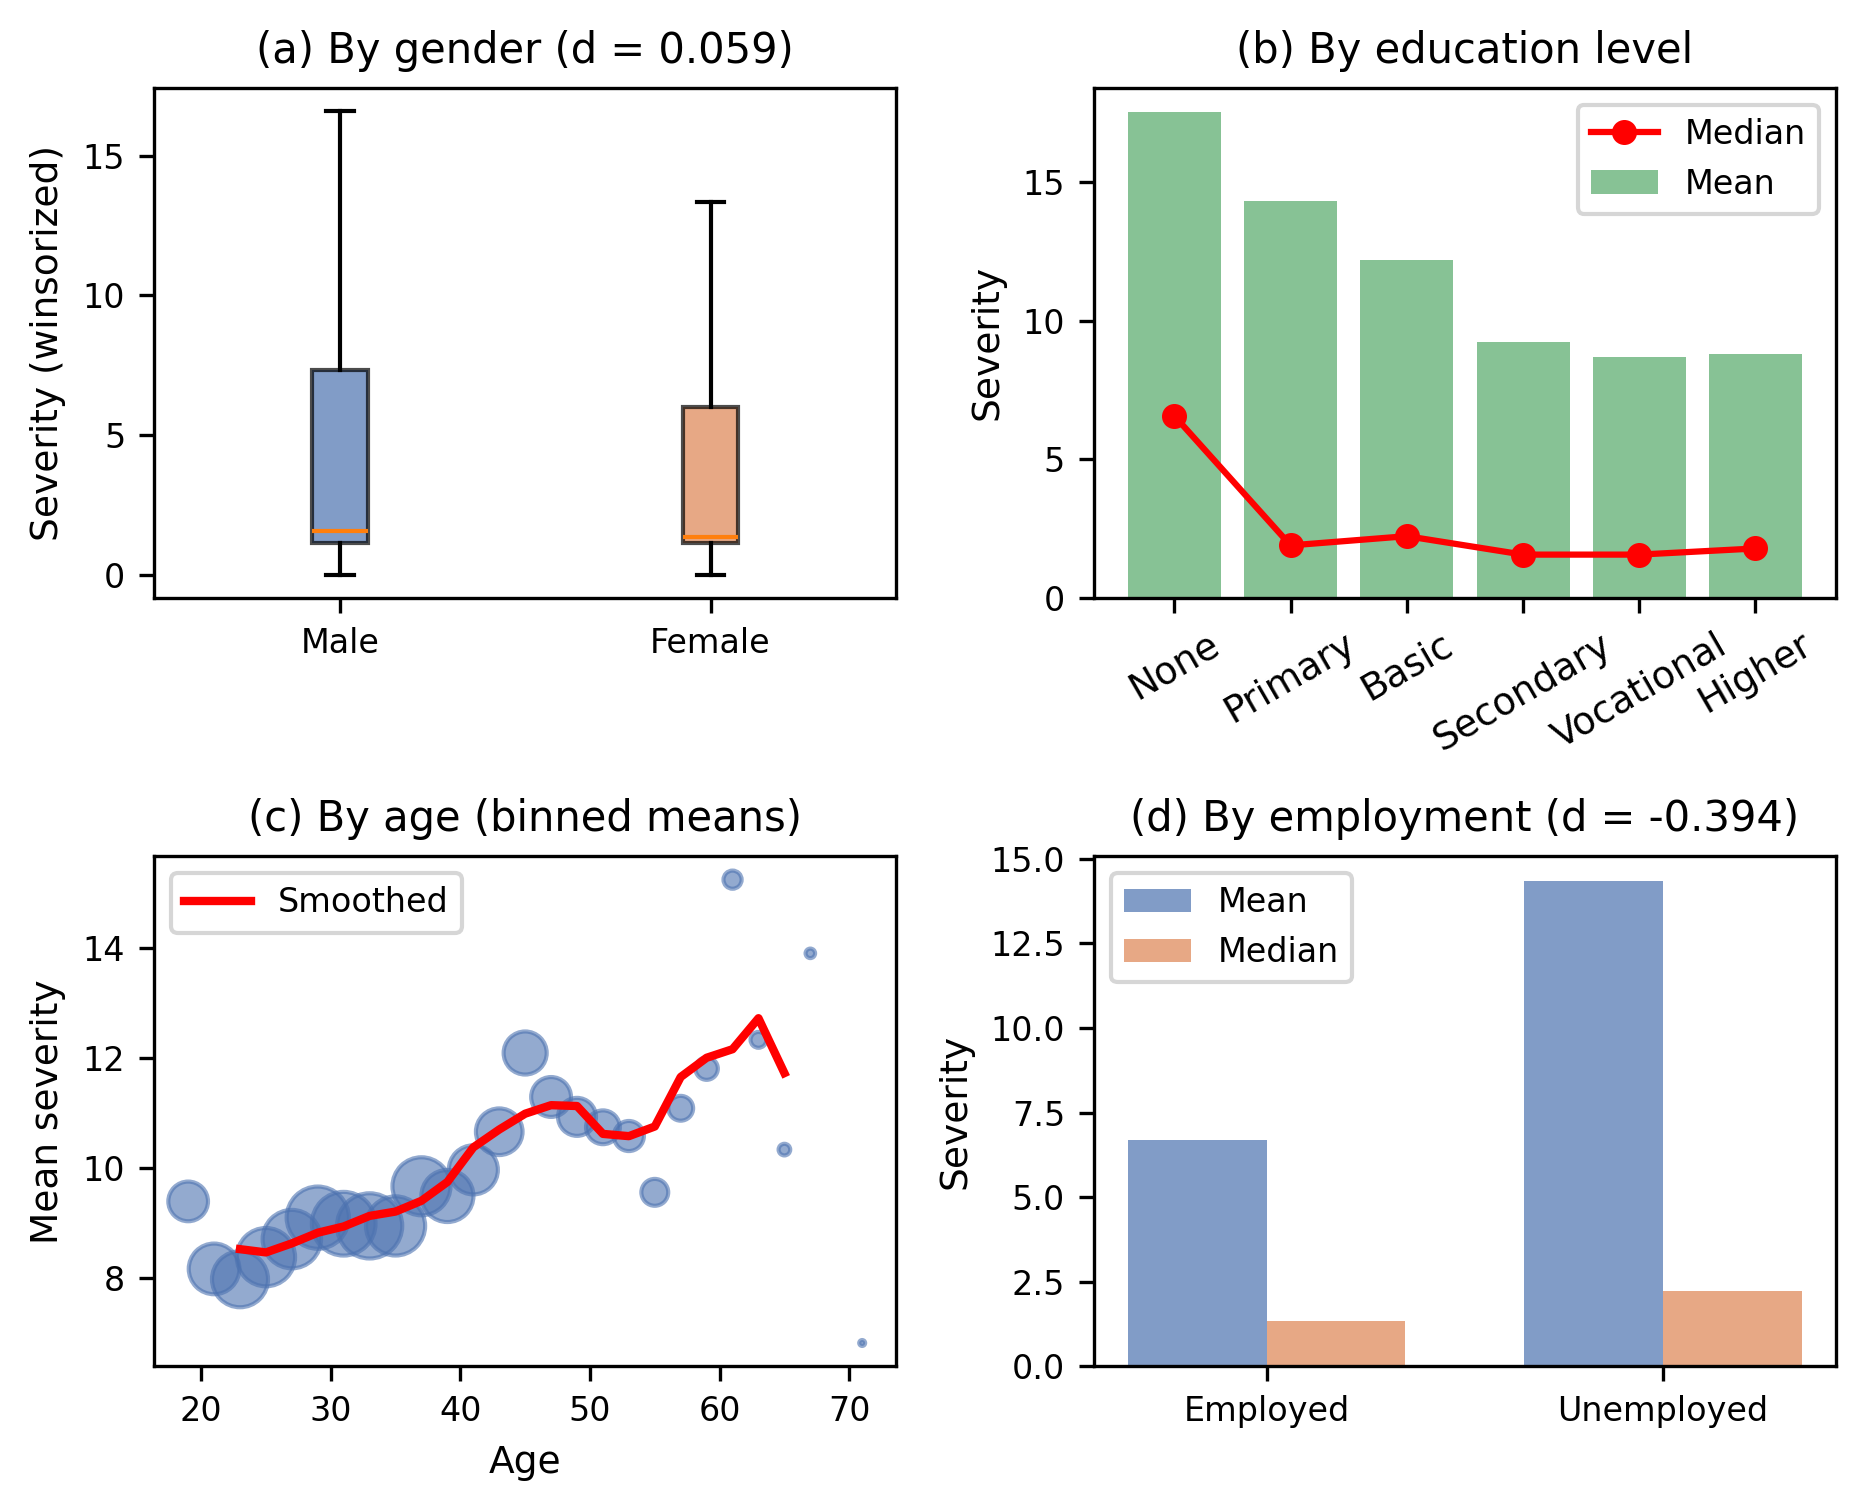 (a) By gender (d = 0.059)
Severity (winsorized)
15
10
5
0
Male
Female
(b) By education level
Severity
15
10
5
0
Median
Mean
None
Primary
Basic
Secondary
Vocational
Higher
(c) By age (binned means)
Mean severity
14
12
10
8
Smoothed
20
30
40
50
60
70
Age
(d) By employment (d = -0.394)
Severity
15.0
12.5
10.0
7.5
5.0
2.5
0.0
Mean
Median
Employed
Unemployed